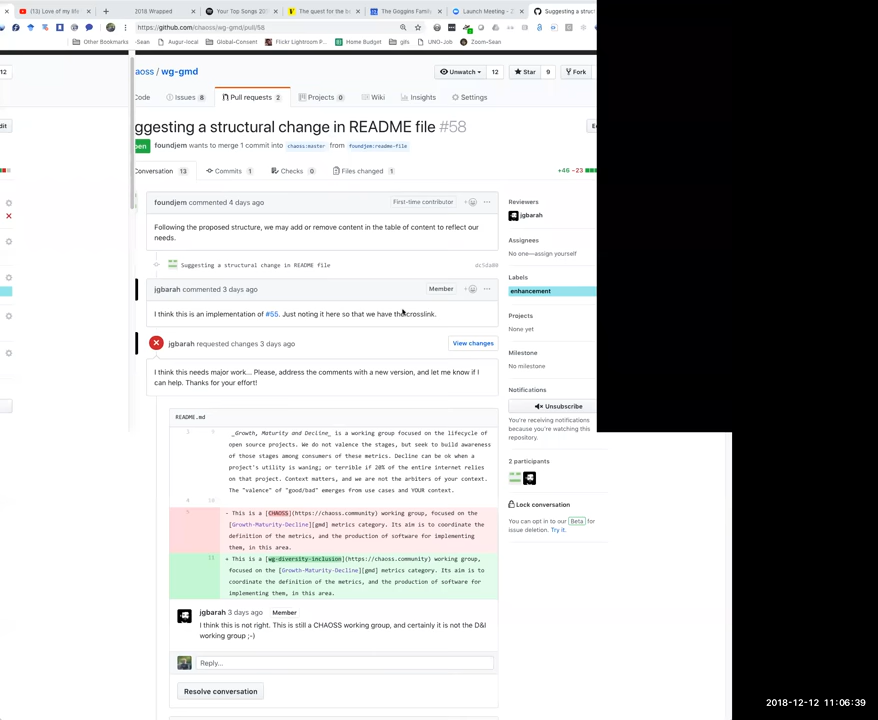 (13) Love of my life
2018 Wrapped
Your Top Songs 20
The quest for the b
The Goggins Famil
Launch Meeting - Z
Suggesting a struc
https://github.com/chaoss/wg-gmd/pull/58
Other Bookmarks
-Sean
Augur-local
Global-Consent
Flickr Lightroom P...
Home Budget
gifs
UNO-Job
Zoom-Sean
12
aoss / wg-gmd
Unwatch
12
Star
9
Fork
Code
Issues 8
Pull requests 2
Projects 0
Wiki
Insights
Settings
ggesting a structural change in README file #58
dit
Ed
pen
foundjem wants to merge 1 commit into chaoss:master from foundjem:readme-file
Conversation 13
Commits 1
Checks 0
Files changed 1
+46 −23
foundjem commented 4 days ago
First-time contributor
Following the proposed structure, we may add or remove content in the table of content to reflect our
needs.
Suggesting a structural change in README file
dc5da80
jgbarah commented 3 days ago
Member
I think this is an implementation of #55. Just noting it here so that we have the crosslink.
jgbarah requested changes 3 days ago
View changes
I think this needs major work... Please, address the comments with a new version, and let me know if I
can help. Thanks for your effort!
README.md
_Growth, Maturity and Decline_ is a working group focused on the lifecycle of
open source projects. We do not valence the stages, but seek to build awareness
of those stages among consumers of these metrics. Decline can be ok when a
project's utility is waning; or terrible if 20% of the entire internet relies
on that project. Context matters, and we are not the arbiters of your context.
The "valence" of "good/bad" emerges from use cases and YOUR context.
- This is a [CHAOSS](https://chaoss.community) working group, focused on the
[Growth-Maturity-Decline][gmd] metrics category. Its aim is to coordinate the
definition of the metrics, and the production of software for implementing
them, in this area.
+ This is a [wg-diversity-inclusion](https://chaoss.community) working group,
focused on the [Growth-Maturity-Decline][gmd] metrics category. Its aim is to
coordinate the definition of the metrics, and the production of software for
implementing them, in this area.
jgbarah 3 days ago
Member
I think this is not right. This is still a CHAOSS working group, and certainly it is not the D&I
working group ;-)
Reply...
Resolve conversation
Reviewers
jgbarah
Assignees
No one—assign yourself
Labels
enhancement
Projects
None yet
Milestone
No milestone
Notifications
Unsubscribe
You're receiving notifications
because you're watching this
repository.
2 participants
Lock conversation
You can opt in to our Beta for
issue deletion. Try it.
2018-12-12 11:06:39